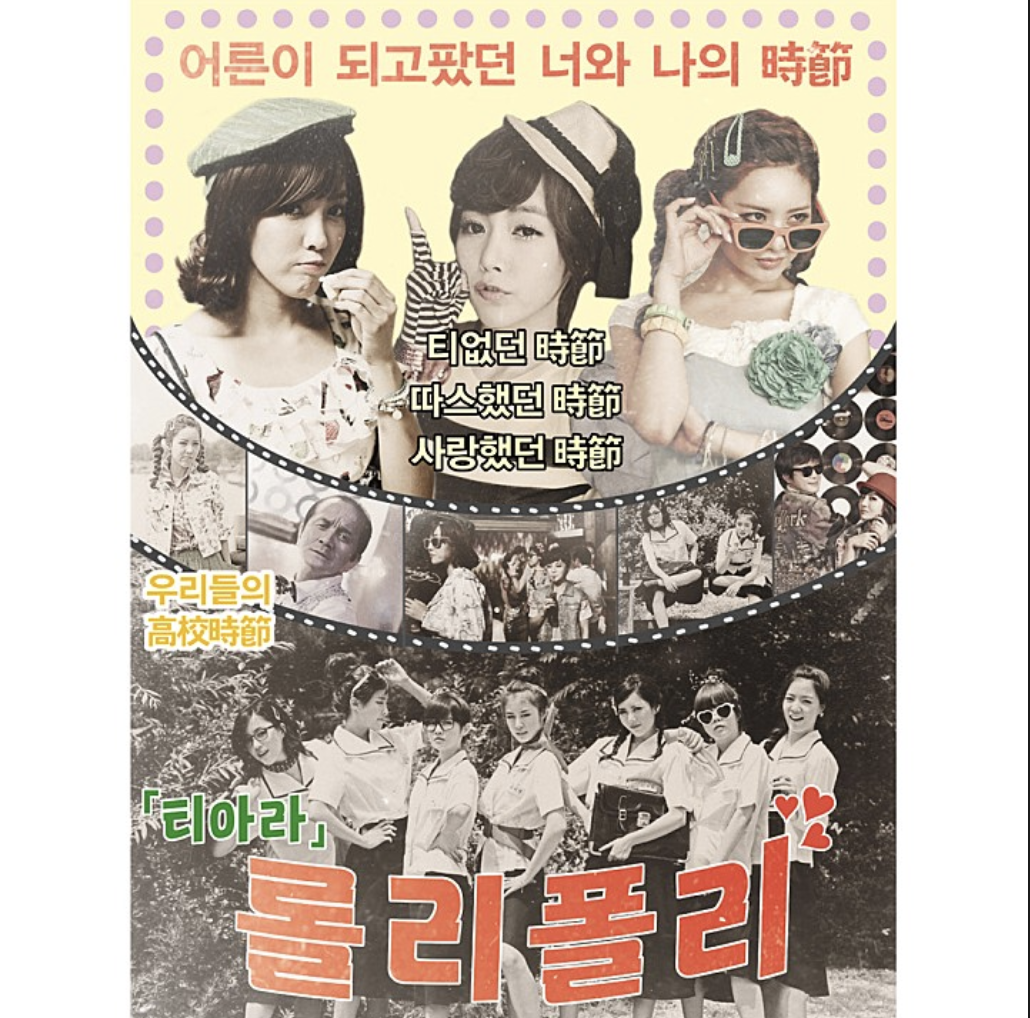 어른이 되고팠던 너와 나의 時節
티없던 時節
따스했던 時節
사랑했던 時節
우리들의
高校時節
「티아라」
롤리폴리